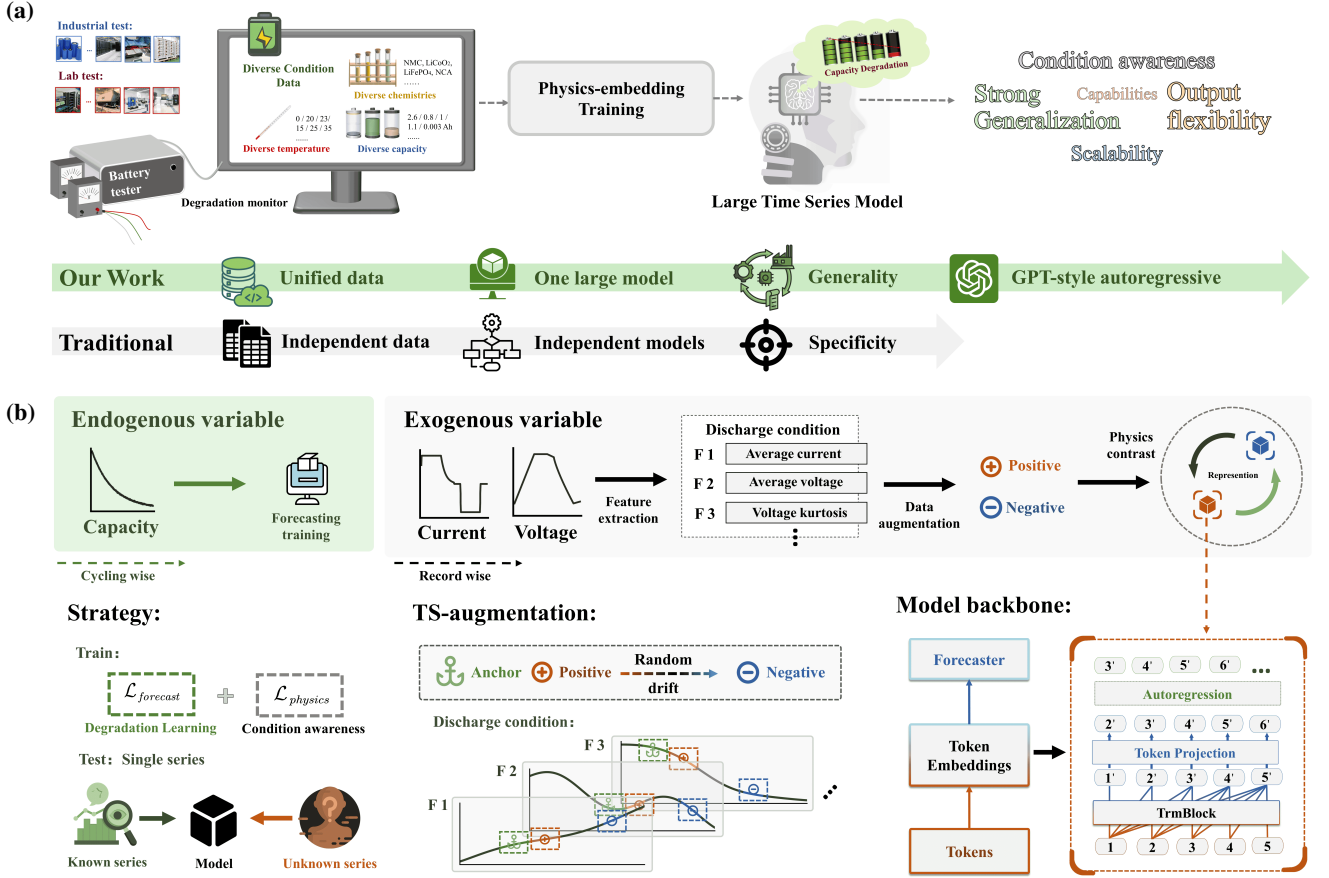 (a)
Industrial test:
...
Lab test:
...
Battery
tester
Degradation monitor
Diverse Condition
Data
NMC, LiCoO₂,
LiFePO₄, NCA
......
Diverse chemistries
0 / 20 / 23/
15 / 25 / 35
......
Diverse temperature
2.6 / 0.8 / 1 /
1.1 / 0.003 Ah
......
Diverse capacity
Physics-embedding
Training
Capacity Degradation
Large Time Series Model
Condition awareness
Strong
Generalization
Capabilities
Output
flexibility
Scalability
Our Work
Unified data
One large model
Generality
GPT-style autoregressive
Traditional
Independent data
Independent models
Specificity
(b)
Endogenous variable
Capacity
Forecasting
training
Cycling wise
Exogenous variable
Current
Voltage
Feature
extraction
Record wise
Discharge condition
F 1 Average current
F 2 Average voltage
F 3 Voltage kurtosis
Data
augmentation
Positive
Negative
Physics
contrast
Represention
Strategy:
Train:
ℒforecast + ℒphysics
Degradation Learning
Condition awareness
Test: Single series
Known series
Model
Unknown series
TS-augmentation:
Anchor
Positive
Random
drift
Negative
Discharge condition:
F 3
F 2
F 1
Model backbone:
Forecaster
Token
Embeddings
Tokens
3' 4' 5' 6' ...
Autoregression
2' 3' 4' 5' 6'
Token Projection
1' 2' 3' 4' 5'
TrmBlock
1 2 3 4 5